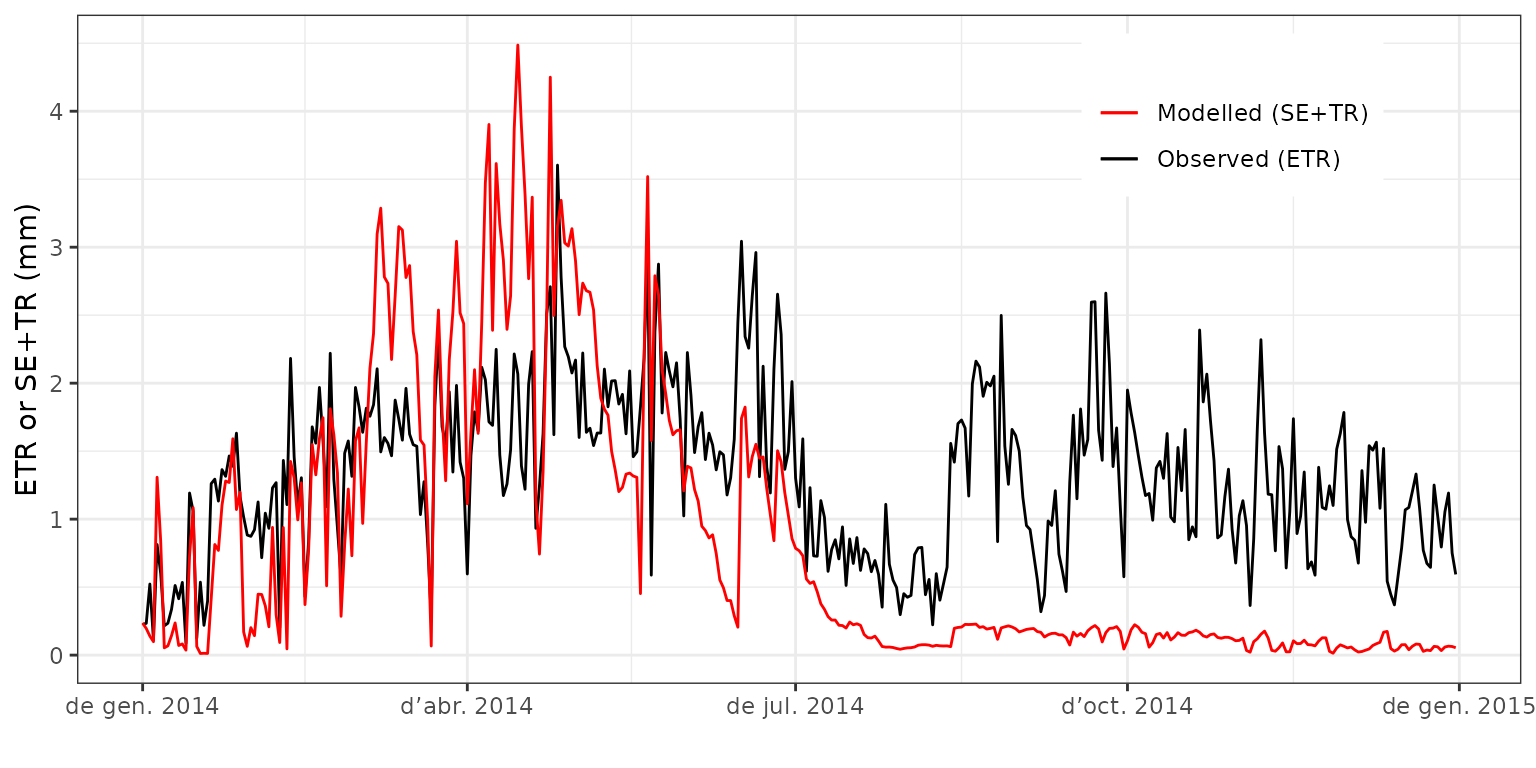 ETR or SE+TR (mm)
4
3
2
1
0
Modelled (SE+TR)
Observed (ETR)
de gen. 2014
d’abr. 2014
de jul. 2014
d’oct. 2014
de gen. 2015